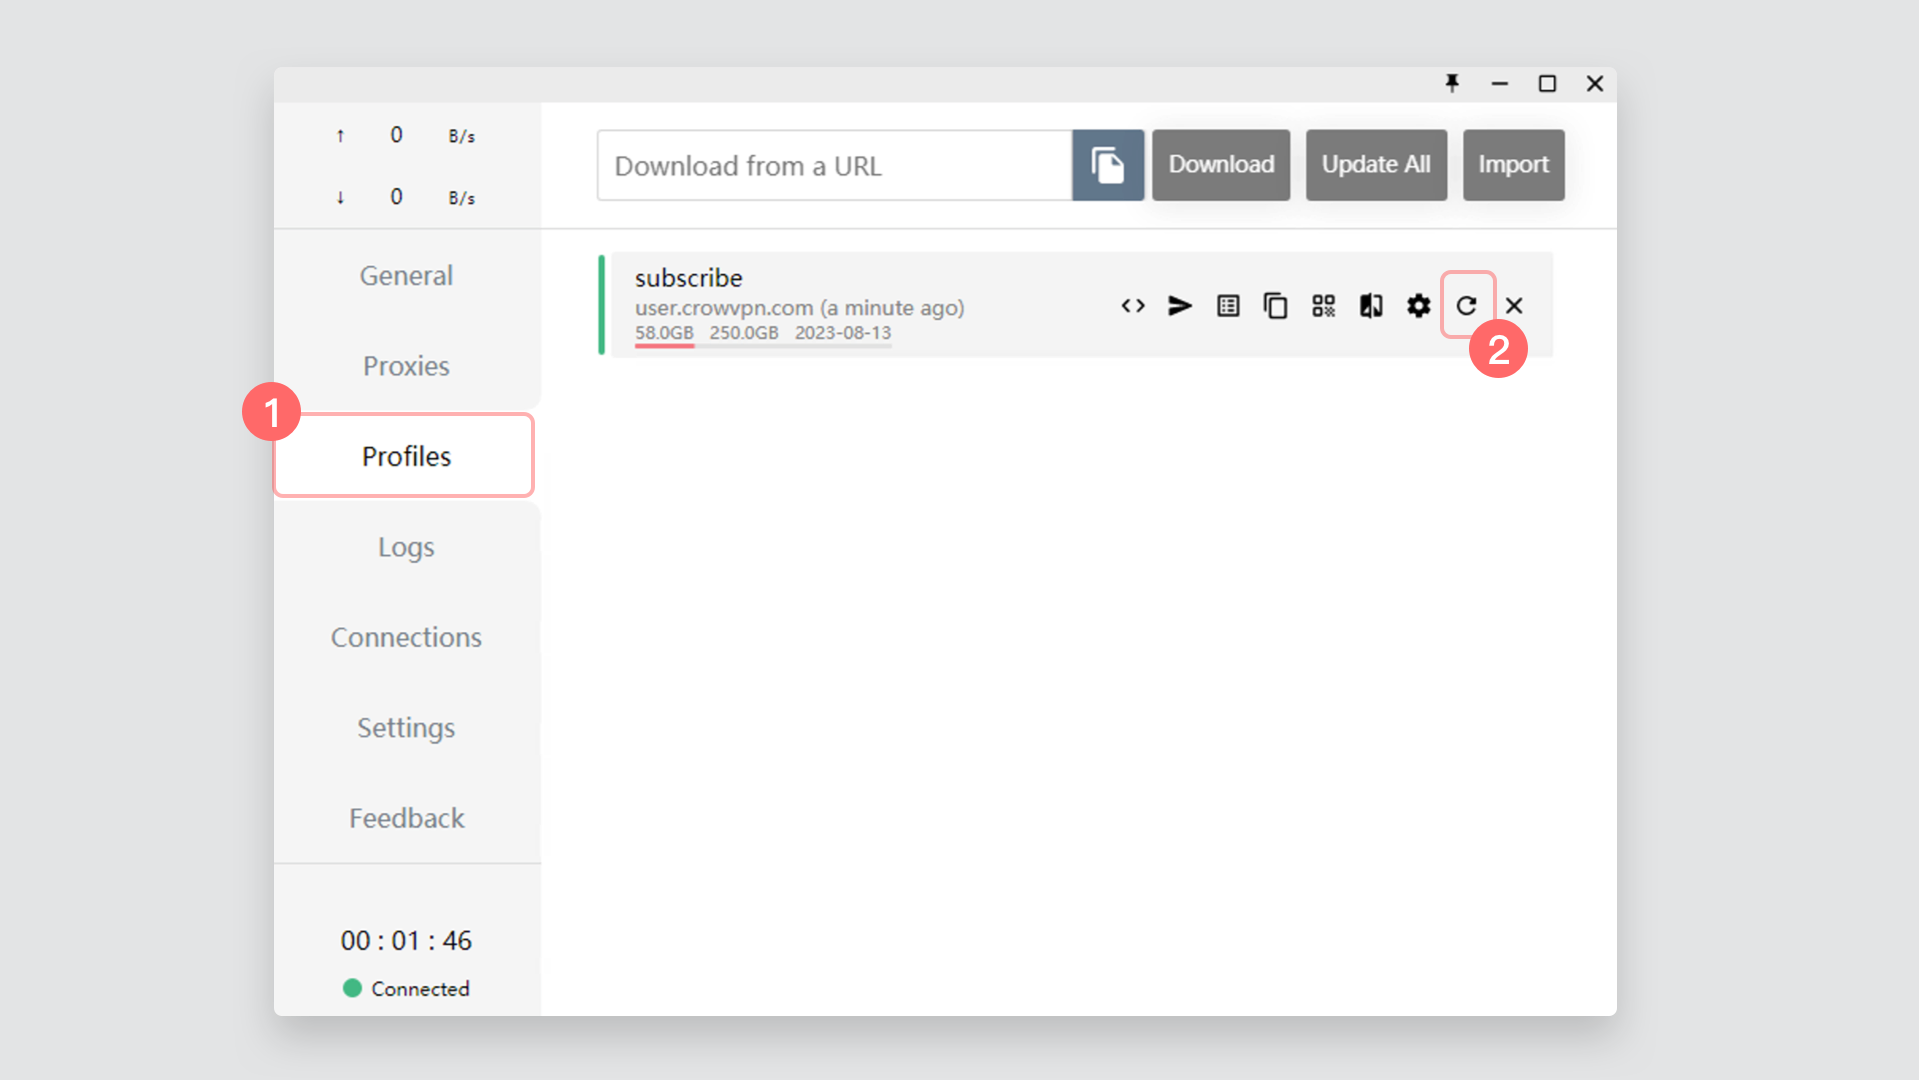 ↑ 0 B/s
↓ 0 B/s
General
Proxies
1
Profiles
Logs
Connections
Settings
Feedback
00 : 01 : 46
Connected
Download from a URL
Download
Update All
Import
subscribe
user.crowvpn.com (a minute ago)
58.0GB 250.0GB 2023-08-13
2